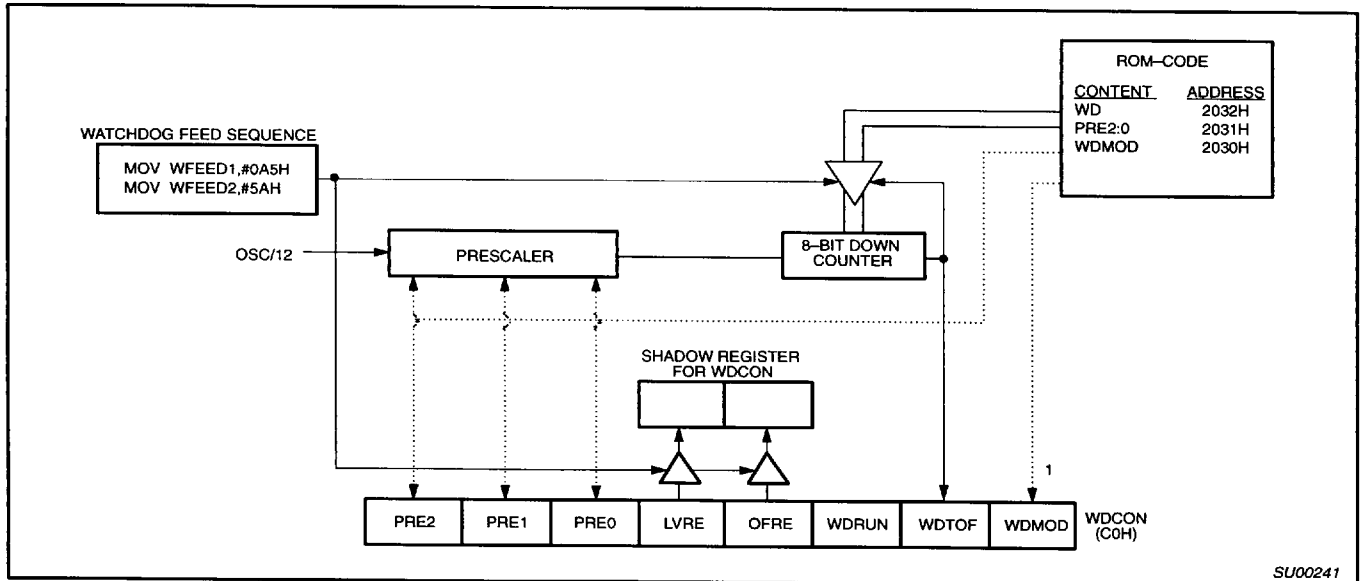 ROM–CODE
CONTENT ADDRESS
WD 2032H
PRE2:0 2031H
WDMOD 2030H
WATCHDOG FEED SEQUENCE
MOV WFEED1,#0A5H
MOV WFEED2,#5AH
OSC/12
PRESCALER
8–BIT DOWN
COUNTER
SHADOW REGISTER
FOR WDCON
1
PRE2 PRE1 PRE0 LVRE OFRE WDRUN WDTOF WDMOD
WDCON
(C0H)
SU00241